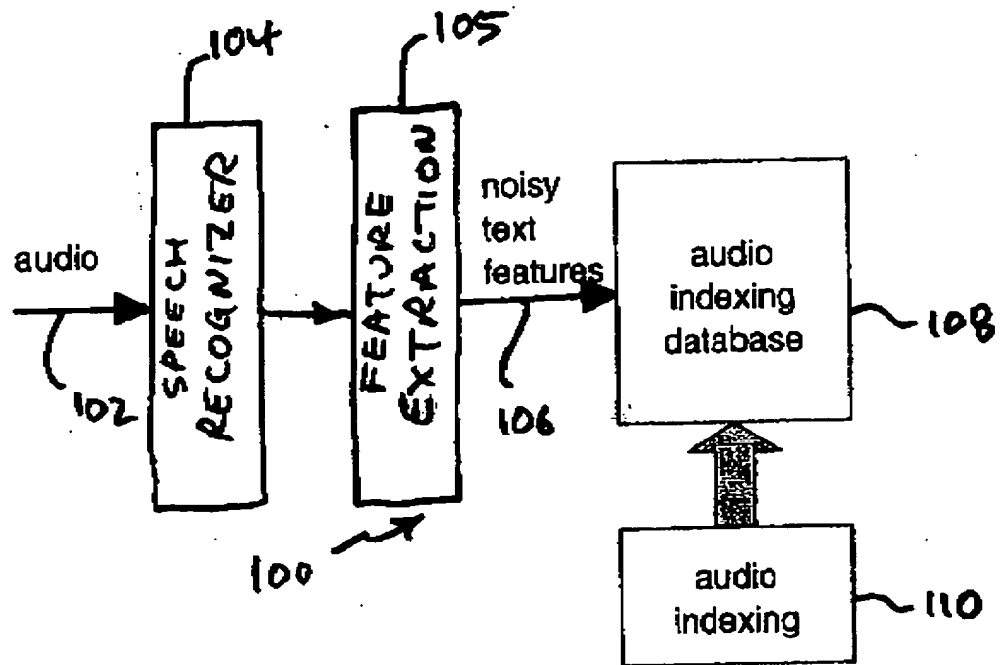 104
105
audio
102
SPEECH
RECOGNIZER
FEATURE
EXTRACTION
noisy
text
features
106
audio
indexing
database
108
100
audio
indexing
110